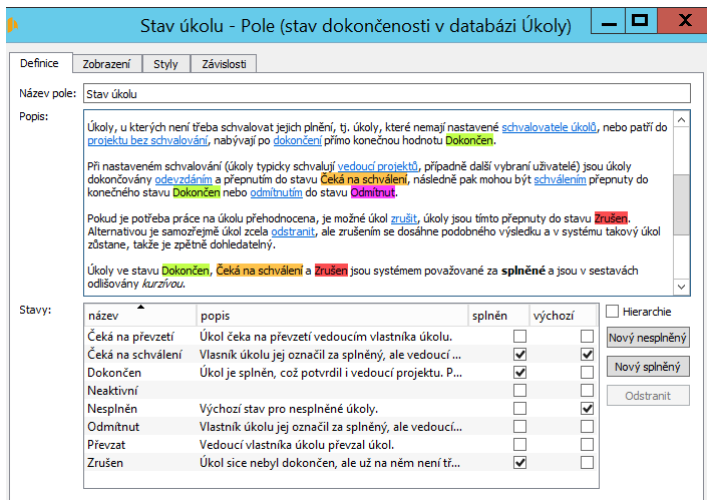 Stav úkolu - Pole (stav dokončenosti v databázi Úkoly)
Definice Zobrazení Styly Závislosti
Název pole: Stav úkolu
Popis:
Úkoly, u kterých není třeba schvalovat jejich plnění, tj. úkoly, které nemají nastavené schvalovatele úkolů, nebo patří do
projektu bez schvalování, nabývají po dokončení přímo konečnou hodnotu Dokončen.
Při nastaveném schvalování (úkoly typicky schvalují vedoucí projektů, případně další vybraní uživatelé) jsou úkoly
dokončovány odevzdáním a přepnutím do stavu Čeká na schválení, následně pak mohou být schválením přepnuty do
konečného stavu Dokončen nebo odmítnutím do stavu Odmítnut.
Pokud je potřeba práce na úkolu přehodnocena, je možné úkol zrušit, úkoly jsou tímto přepnuty do stavu Zrušen.
Alternativou je samozřejmě úkol zcela odstranit, ale zrušením se dosáhne podobného výsledku a v systému takový úkol
zůstane, takže je zpětně dohledatelný.
Úkoly ve stavu Dokončen, Čeká na schválení a Zrušen jsou systémem považované za splněné a jsou v sestavách
odlišovány kurzívou.
Stavy:
název popis splněn výchozí
Hierarchie
Čeká na převzetí Úkol čeka na převzetí vedoucím vlastníka úkolu.
Nový nesplněný
Čeká na schválení Vlasník úkolu jej označil za splněný, ale vedoucí ...
Dokončen Úkol je splněn, což potvrdil i vedoucí projektu. P...
Nový splněný
Neaktivní
Odstranit
Nesplněn Výchozí stav pro nesplněné úkoly.
Odmítnut Vlastník úkolu jej označil za splněný, ale vedoucí...
Převzat Vedoucí vlastníka úkolu převzal úkol.
Zrušen Úkol sice nebyl dokončen, ale už na něm není tř...